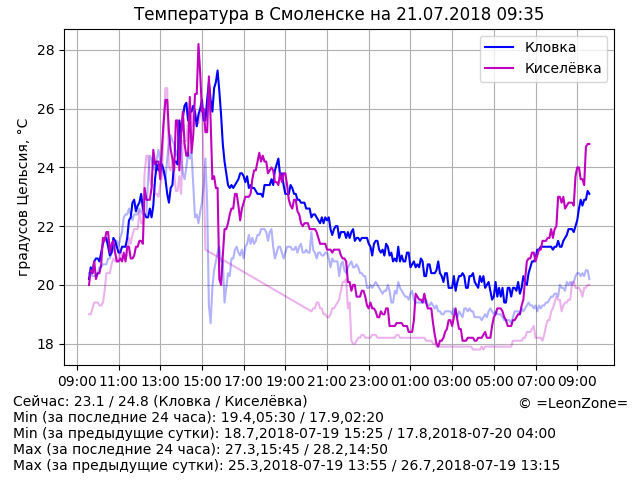 Температура в Смоленске на 21.07.2018 09:35
Кловка
Киселёвка
градусов Цельсия, °C
28
26
24
22
20
18
09:00 11:00 13:00 15:00 17:00 19:00 21:00 23:00 01:00 03:00 05:00 07:00 09:00
Сейчас: 23.1 / 24.8 (Кловка / Киселёвка)
© =LeonZone=
Min (за последние 24 часа): 19.4,05:30 / 17.9,02:20
Min (за предыдущие сутки): 18.7,2018-07-19 15:25 / 17.8,2018-07-20 04:00
Max (за последние 24 часа): 27.3,15:45 / 28.2,14:50
Max (за предыдущие сутки): 25.3,2018-07-19 13:55 / 26.7,2018-07-19 13:15